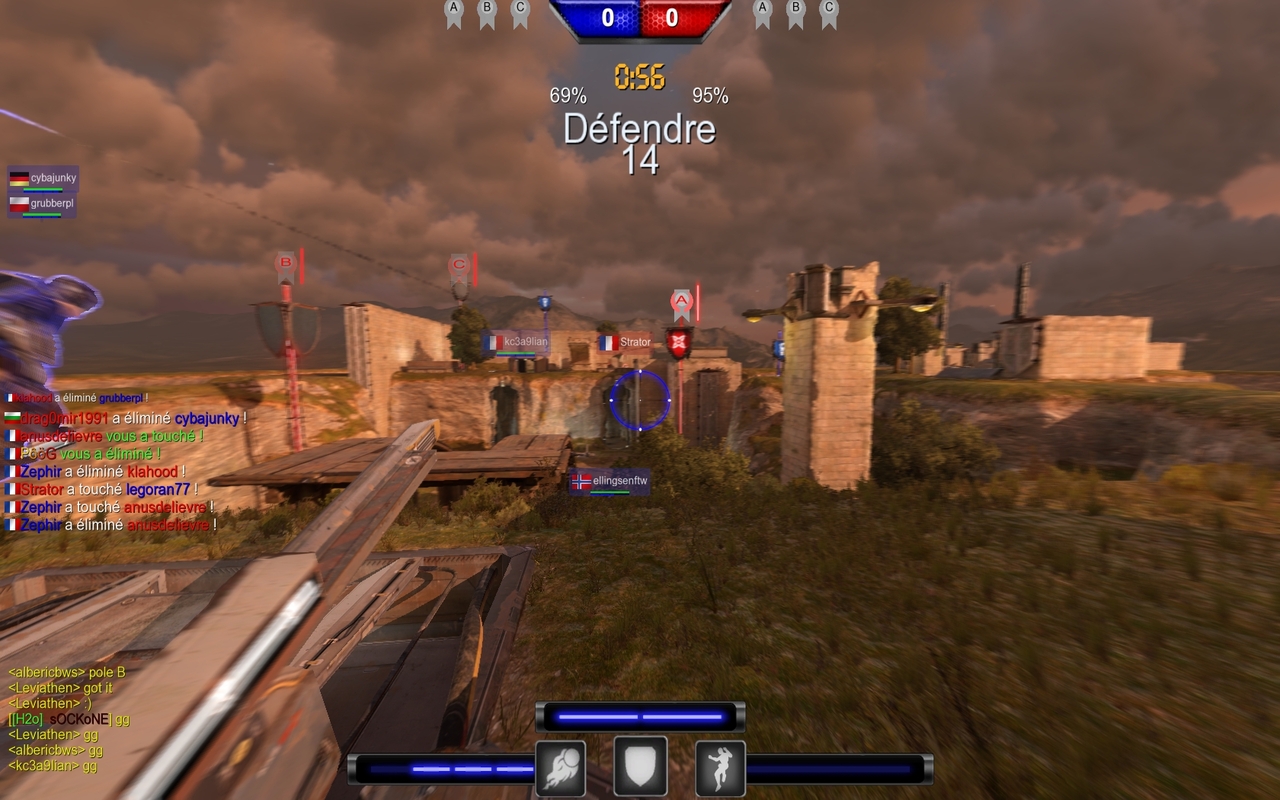 A B C
0 0
A B C
0:56
69% 95%
Défendre
14
cybajunky
grubberpl
B
C
A
kc3a9lian
Strator
ellingsenftw
klahood a éliminé grubberpl !
drag0mir1991 a éliminé cybajunky !
anusdelievre vous a touché !
vous a éliminé !
Zephir a éliminé klahood !
Strator a touché legoran77 !
Zephir a touché anusdelievre !
Zephir a éliminé anusdelievre !
<albericbws> pole B
<Leviathen> got it
<Leviathen> :)
[[H2o] sOCKoNE] gg
<Leviathen> gg
<albericbws> gg
<kc3a9lian> gg